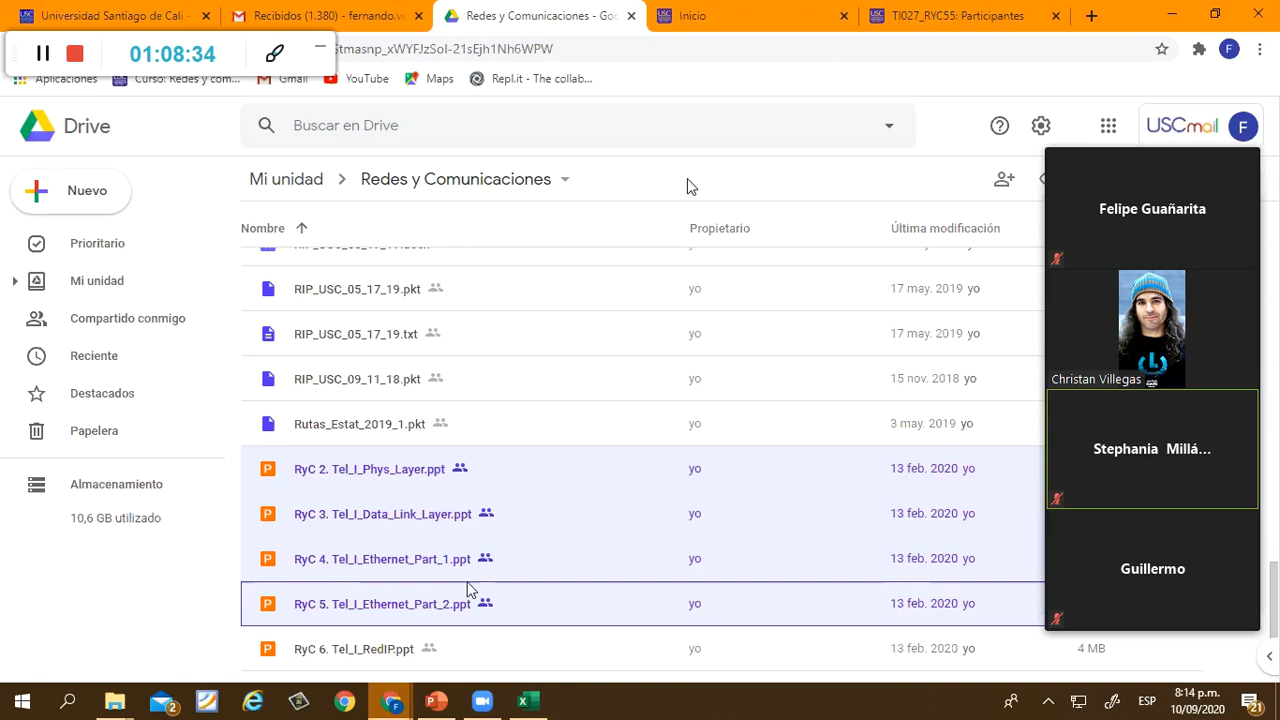 Universidad Santiago de Cali -
Recibidos (1.380) - fernando.v
Redes y Comunicaciones - Goo
Inicio
TI027_RYC55: Participantes
01:08:34
tmasnp_xWYFJzSoI-21sEjh1Nh6WPW
F
Aplicaciones
Curso: Redes y com...
Gmail
YouTube
Maps
Repl.it - The collab...
Drive
Buscar en Drive
USCmail
F
Nuevo
Mi unidad
Redes y Comunicaciones
Nombre
Propietario
Última modificación
Prioritario
Mi unidad
Compartido conmigo
Reciente
Destacados
Papelera
Almacenamiento
10,6 GB utilizado
RIP_USC_05_17_19.pkt yo 17 may. 2019 yo
RIP_USC_05_17_19.txt yo 17 may. 2019 yo
RIP_USC_09_11_18.pkt yo 15 nov. 2018 yo
Rutas_Estat_2019_1.pkt yo 3 may. 2019 yo
RyC 2. Tel_I_Phys_Layer.ppt yo 13 feb. 2020 yo
RyC 3. Tel_I_Data_Link_Layer.ppt yo 13 feb. 2020 yo
RyC 4. Tel_I_Ethernet_Part_1.ppt yo 13 feb. 2020 yo
RyC 5. Tel_I_Ethernet_Part_2.ppt yo 13 feb. 2020 yo
RyC 6. Tel_I_RedIP.ppt yo 13 feb. 2020 yo 4 MB
Felipe Guañarita
Christan Villegas
Stephania Millá...
Guillermo
2
ESP
8:14 p.m.
10/09/2020
21